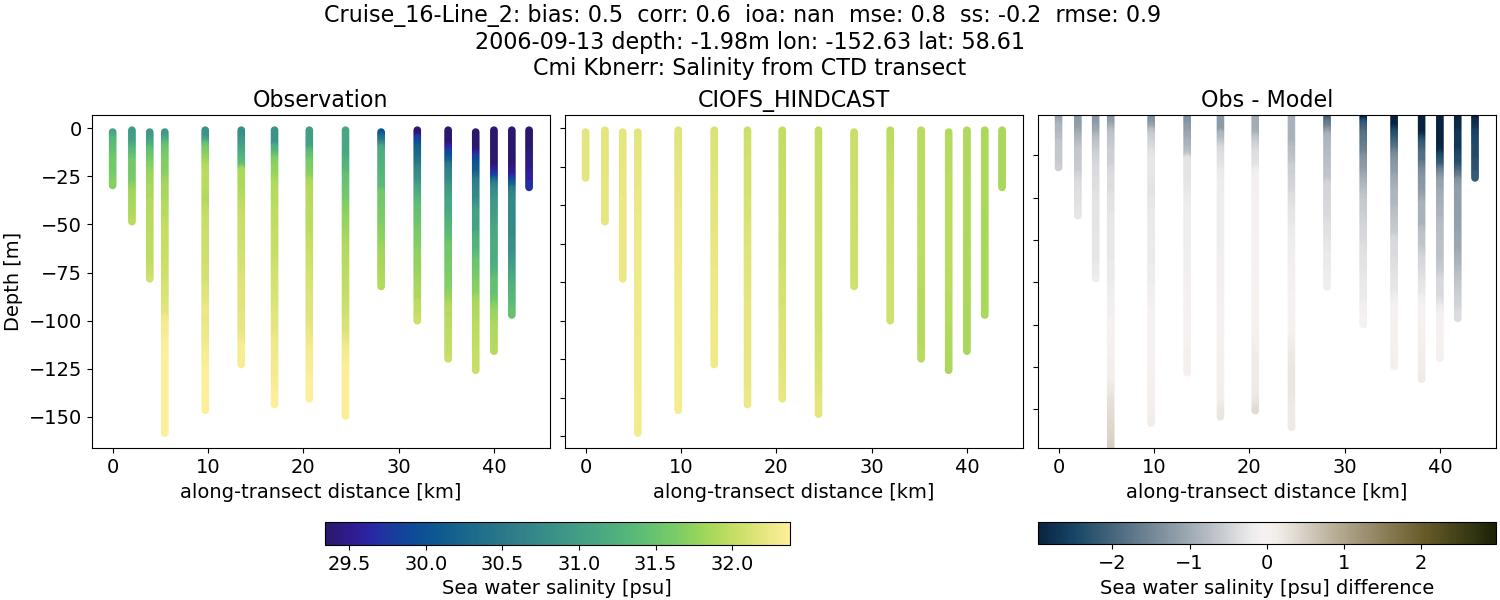 Cruise_16-Line_2: bias: 0.5  corr: 0.6  ioa: nan  mse: 0.8  ss: -0.2  rmse: 0.9
2006-09-13 depth: -1.98m lon: -152.63 lat: 58.61
Cmi Kbnerr: Salinity from CTD transect
Observation
CIOFS_HINDCAST
Obs - Model
Depth [m]
0
−25
−50
−75
−100
−125
−150
0 10 20 30 40
0 10 20 30 40
0 10 20 30 40
along-transect distance [km]
along-transect distance [km]
along-transect distance [km]
29.5 30.0 30.5 31.0 31.5 32.0
Sea water salinity [psu]
−2 −1 0 1 2
Sea water salinity [psu] difference